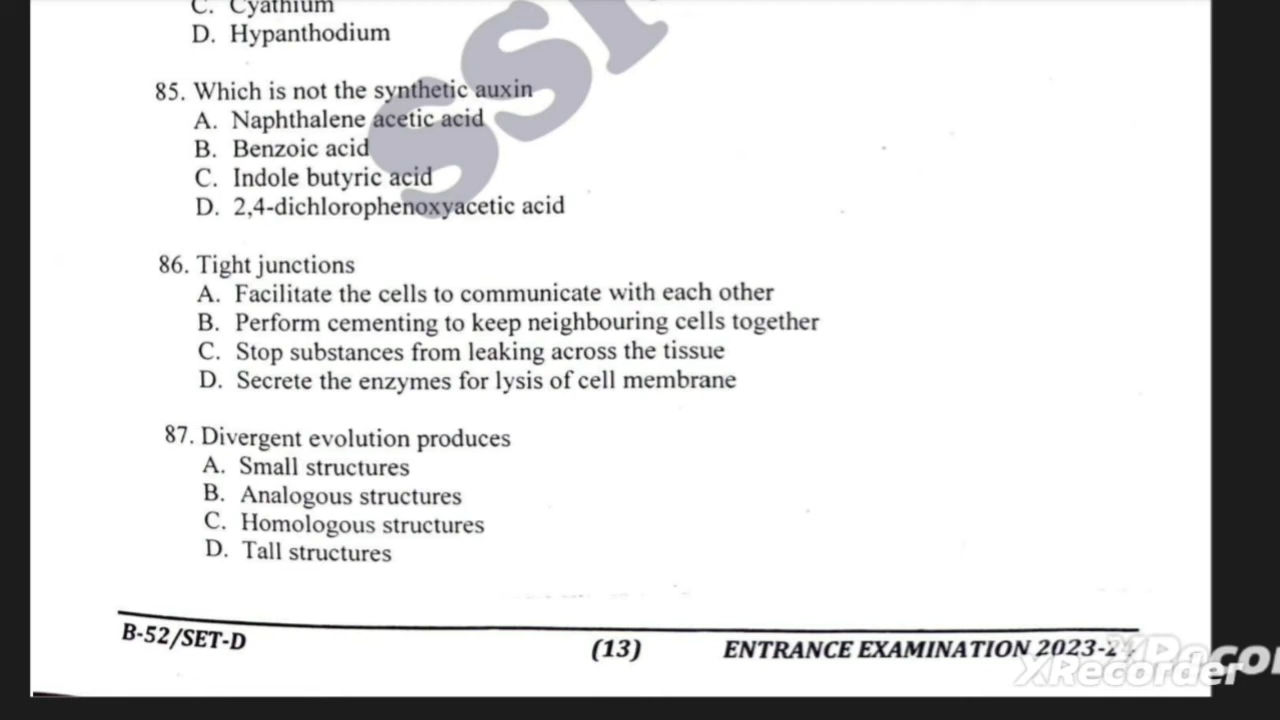 C. Cyathium
D. Hypanthodium
85. Which is not the synthetic auxin
A. Naphthalene acetic acid
B. Benzoic acid
C. Indole butyric acid
D. 2,4-dichlorophenoxyacetic acid
86. Tight junctions
A. Facilitate the cells to communicate with each other
B. Perform cementing to keep neighbouring cells together
C. Stop substances from leaking across the tissue
D. Secrete the enzymes for lysis of cell membrane
87. Divergent evolution produces
A. Small structures
B. Analogous structures
C. Homologous structures
D. Tall structures
B-52/SET-D (13) ENTRANCE EXAMINATION 2023-24
XRecorder